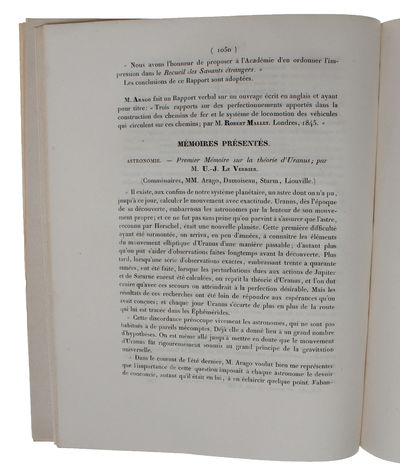 ( 1050 )
« Nous avons l'honneur de proposer à l'Académie d'en ordonner l'im-
pression dans le Recueil des Savants étrangers. »
Les conclusions de ce Rapport sont adoptées.
M. Arago fait un Rapport verbal sur un ouvrage écrit en anglais et ayant
pour titre: « Trois rapports sur des perfectionnements apportés dans la
construction des chemins de fer et le système de locomotion des véhicules
qui circulent sur ces chemins; par M. Robert Mallet. Londres, 1845. »
MÉMOIRES PRÉSENTÉS.
ASTRONOMIE. — Premier Mémoire sur la théorie d'Uranus; par
M. U.-J. Le Verrier.
(Commissaires, MM. Arago, Damoiseau, Sturm, Liouville.)
« Il existe, aux confins de notre système planétaire, un astre dont on n'a pu,
jusqu'à ce jour, calculer le mouvement avec exactitude. Uranus, dès l'époque
de sa découverte, embarrassa les astronomes par la lenteur de son mouve-
ment propre; et ce ne fut pas sans peine qu'on parvint à s'assurer que l'astre,
reconnu par Herschel, était une nouvelle planète. Cette première difficulté
ayant été surmontée, on arriva, en peu d'années, à connaître les éléments
du mouvement elliptique d'Uranus d'une manière passable; d'autant plus
qu'on put s'aider d'observations faites longtemps avant la découverte. Plus
tard, lorsqu'une série d'observations exactes, embrassant trente à quarante
années, eut été faite, lorsque les perturbations dues aux actions de Jupiter
et de Saturne eurent été calculées, on reprit la théorie d'Uranus, et l'on dut
croire qu'avec ces secours on atteindrait à la perfection désirable. Mais les
résultats de ces recherches ont été loin de répondre aux espérances qu'on
avait conçues; et chaque jour Uranus s'écarte de plus en plus de la route
qui lui est tracée dans les Éphémérides.
» Cette discordance préoccupe vivement les astronomes, qui ne sont pas
habitués à de pareils mécomptes. Déjà elle a donné lieu à un grand nombre
d'hypothèses. On est même allé jusqu'à mettre en doute que le mouvement
d'Uranus fût rigoureusement soumis au grand principe de la gravitation
universelle.
» Dans le courant de l'été dernier, M. Arago voulut bien me représenter
que l'importance de cette question imposait à chaque astronome le devoir
de concourir, autant qu'il était en lui, à en éclaircir quelque point. J'aban-